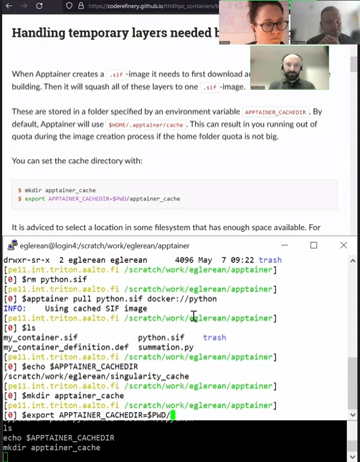 coderefinery.github.io/ttt4hpc_containers/b
Handling temporary layers needed b
When Apptainer creates a .sif -image it needs to first download an
building. Then it will squash all of these layers to one .sif -image.
These are stored in a folder specified by an environment variable APPTAINER_CACHEDIR . By
default, Apptainer will use $HOME/.apptainer/cache . This can result in you running out of
quota during the image creation process if the home folder quota is not big.
You can set the cache directory with:
$ mkdir apptainer_cache
$ export APPTAINER_CACHEDIR=$PWD/apptainer_cache
It is adviced to select a location in some filesystem that has enough space available. For
eglerean@login4:/scratch/work/eglerean/apptainer
drwxr-sr-x 2 eglerean eglerean 4096 May 7 09:22 trash
[pe11.int.triton.aalto.fi /scratch/work/eglerean/apptainer]
[0] $rm python.sif
[pe11.int.triton.aalto.fi /scratch/work/eglerean/apptainer]
[0] $apptainer pull python.sif docker://python
INFO: Using cached SIF image
[pe11.int.triton.aalto.fi /scratch/work/eglerean/apptainer]
[0] $ls
my_container.sif python.sif trash
my_container_definition.def summation.py
[pe11.int.triton.aalto.fi /scratch/work/eglerean/apptainer]
[0] $echo $APPTAINER_CACHEDIR
/scratch/work/eglerean/singularity_cache
[pe11.int.triton.aalto.fi /scratch/work/eglerean/apptainer]
[0] $mkdir apptainer_cache
[pe11.int.triton.aalto.fi /scratch/work/eglerean/apptainer]
[0] $export APPTAINER_CACHEDIR=$PWD/
ls
echo $APPTAINER_CACHEDIR
mkdir apptainer_cache